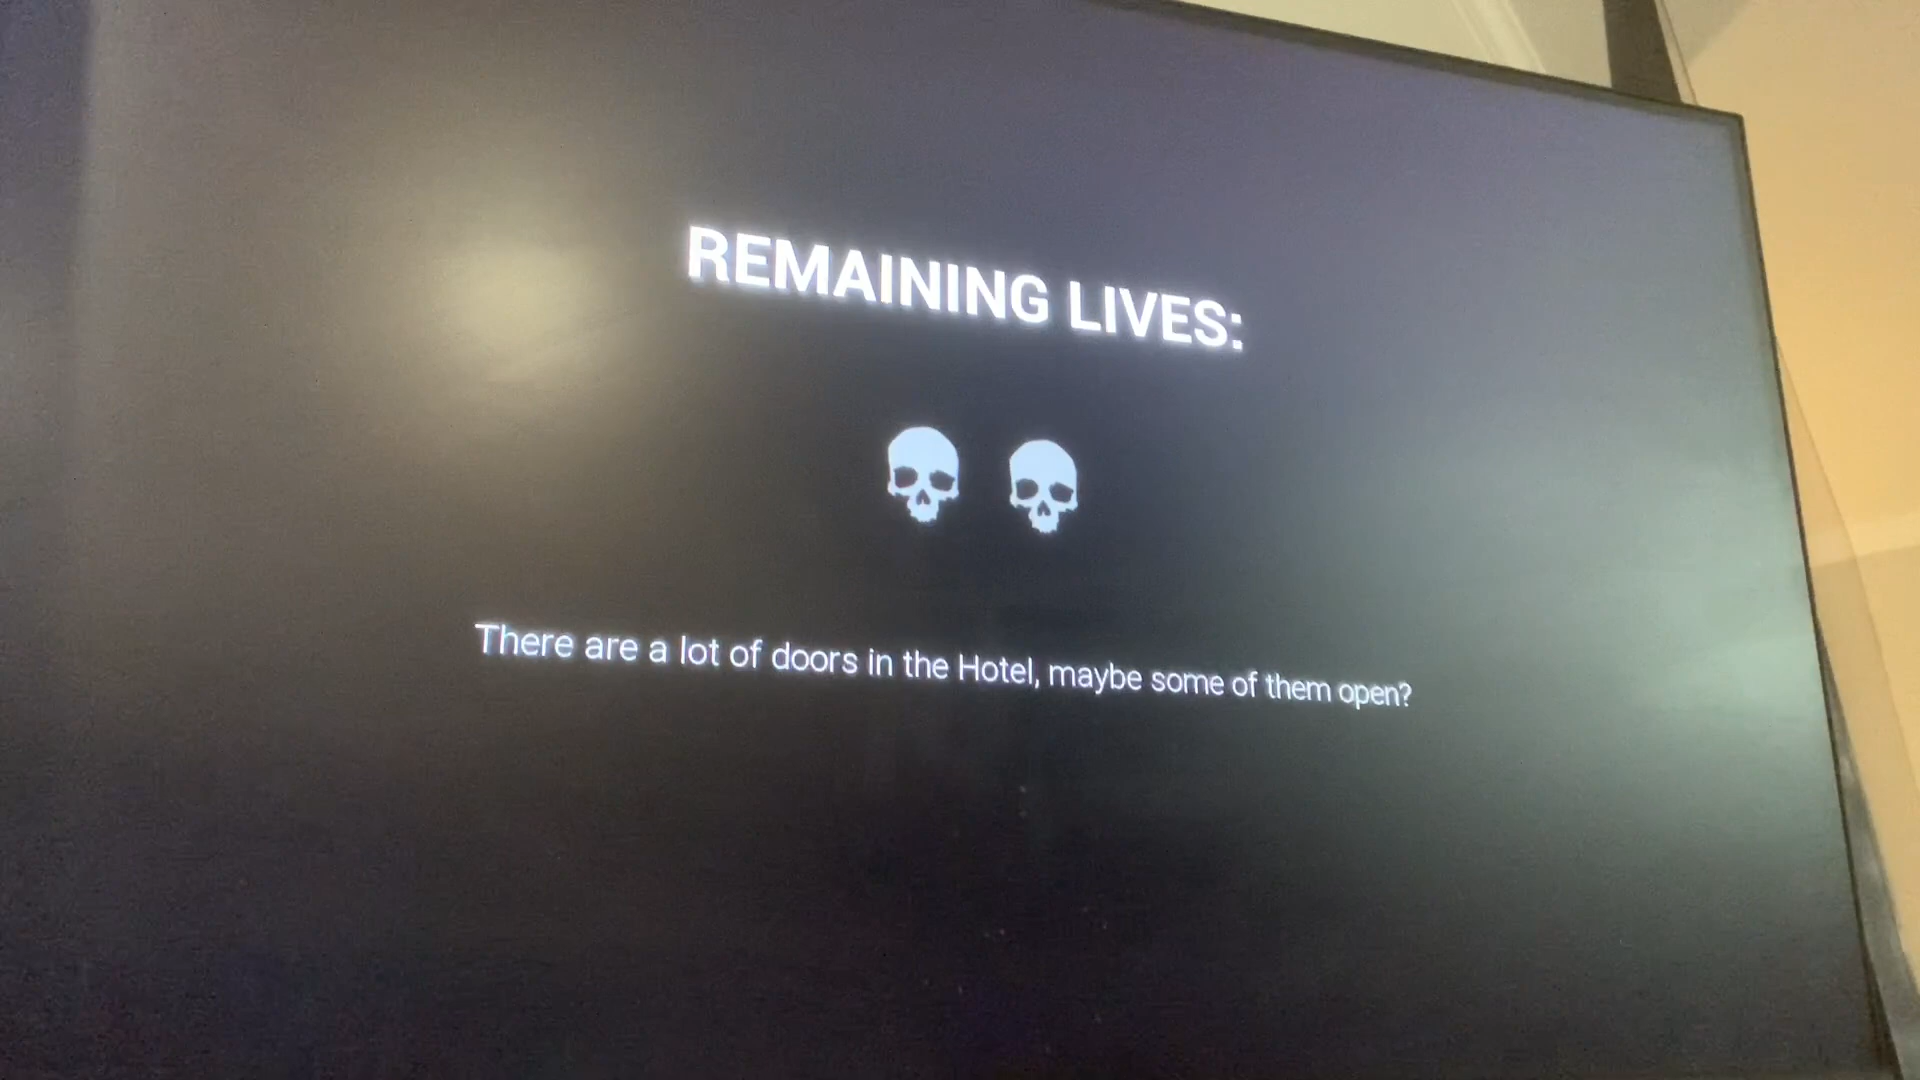 REMAINING LIVES:
There are a lot of doors in the Hotel, maybe some of them open?